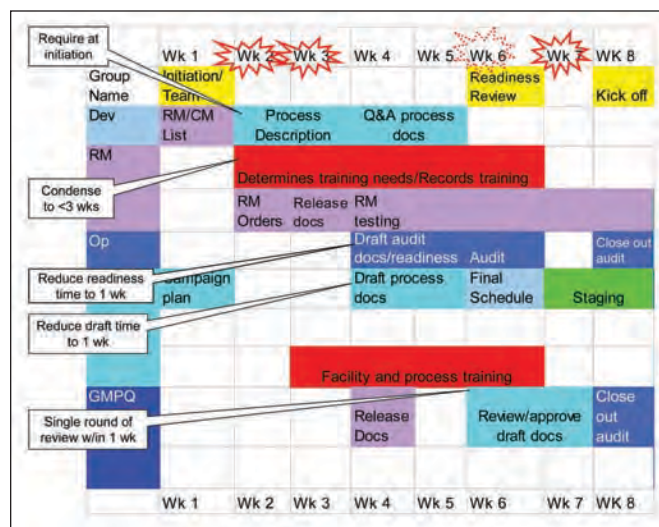 Require at
initiation
Wk 1 Wk 2 Wk 3 Wk 4 Wk 5 Wk 6 Wk 7 WK 8
Group
Name
Initiation/
Team
Readiness
Review
Kick off
Dev
RM/CM
List
Process
Description
Q&A process
docs
RM
Determines training needs/Records training
Condense
to <3 wks
RM
Orders
Release
docs
RM
testing
Op
Draft audit
docs/readiness
Audit
Close out
audit
Reduce readiness
time to 1 wk
plan
Draft process
docs
Final
Schedule
Staging
Reduce draft time
to 1 wk
Facility and process training
GMPQ
Single round of
review w/in 1 wk
Release
Docs
Review/approve
draft docs
Close
out
audit
Wk 1 Wk 2 Wk 3 Wk 4 Wk 5 Wk 6 Wk 7 WK 8